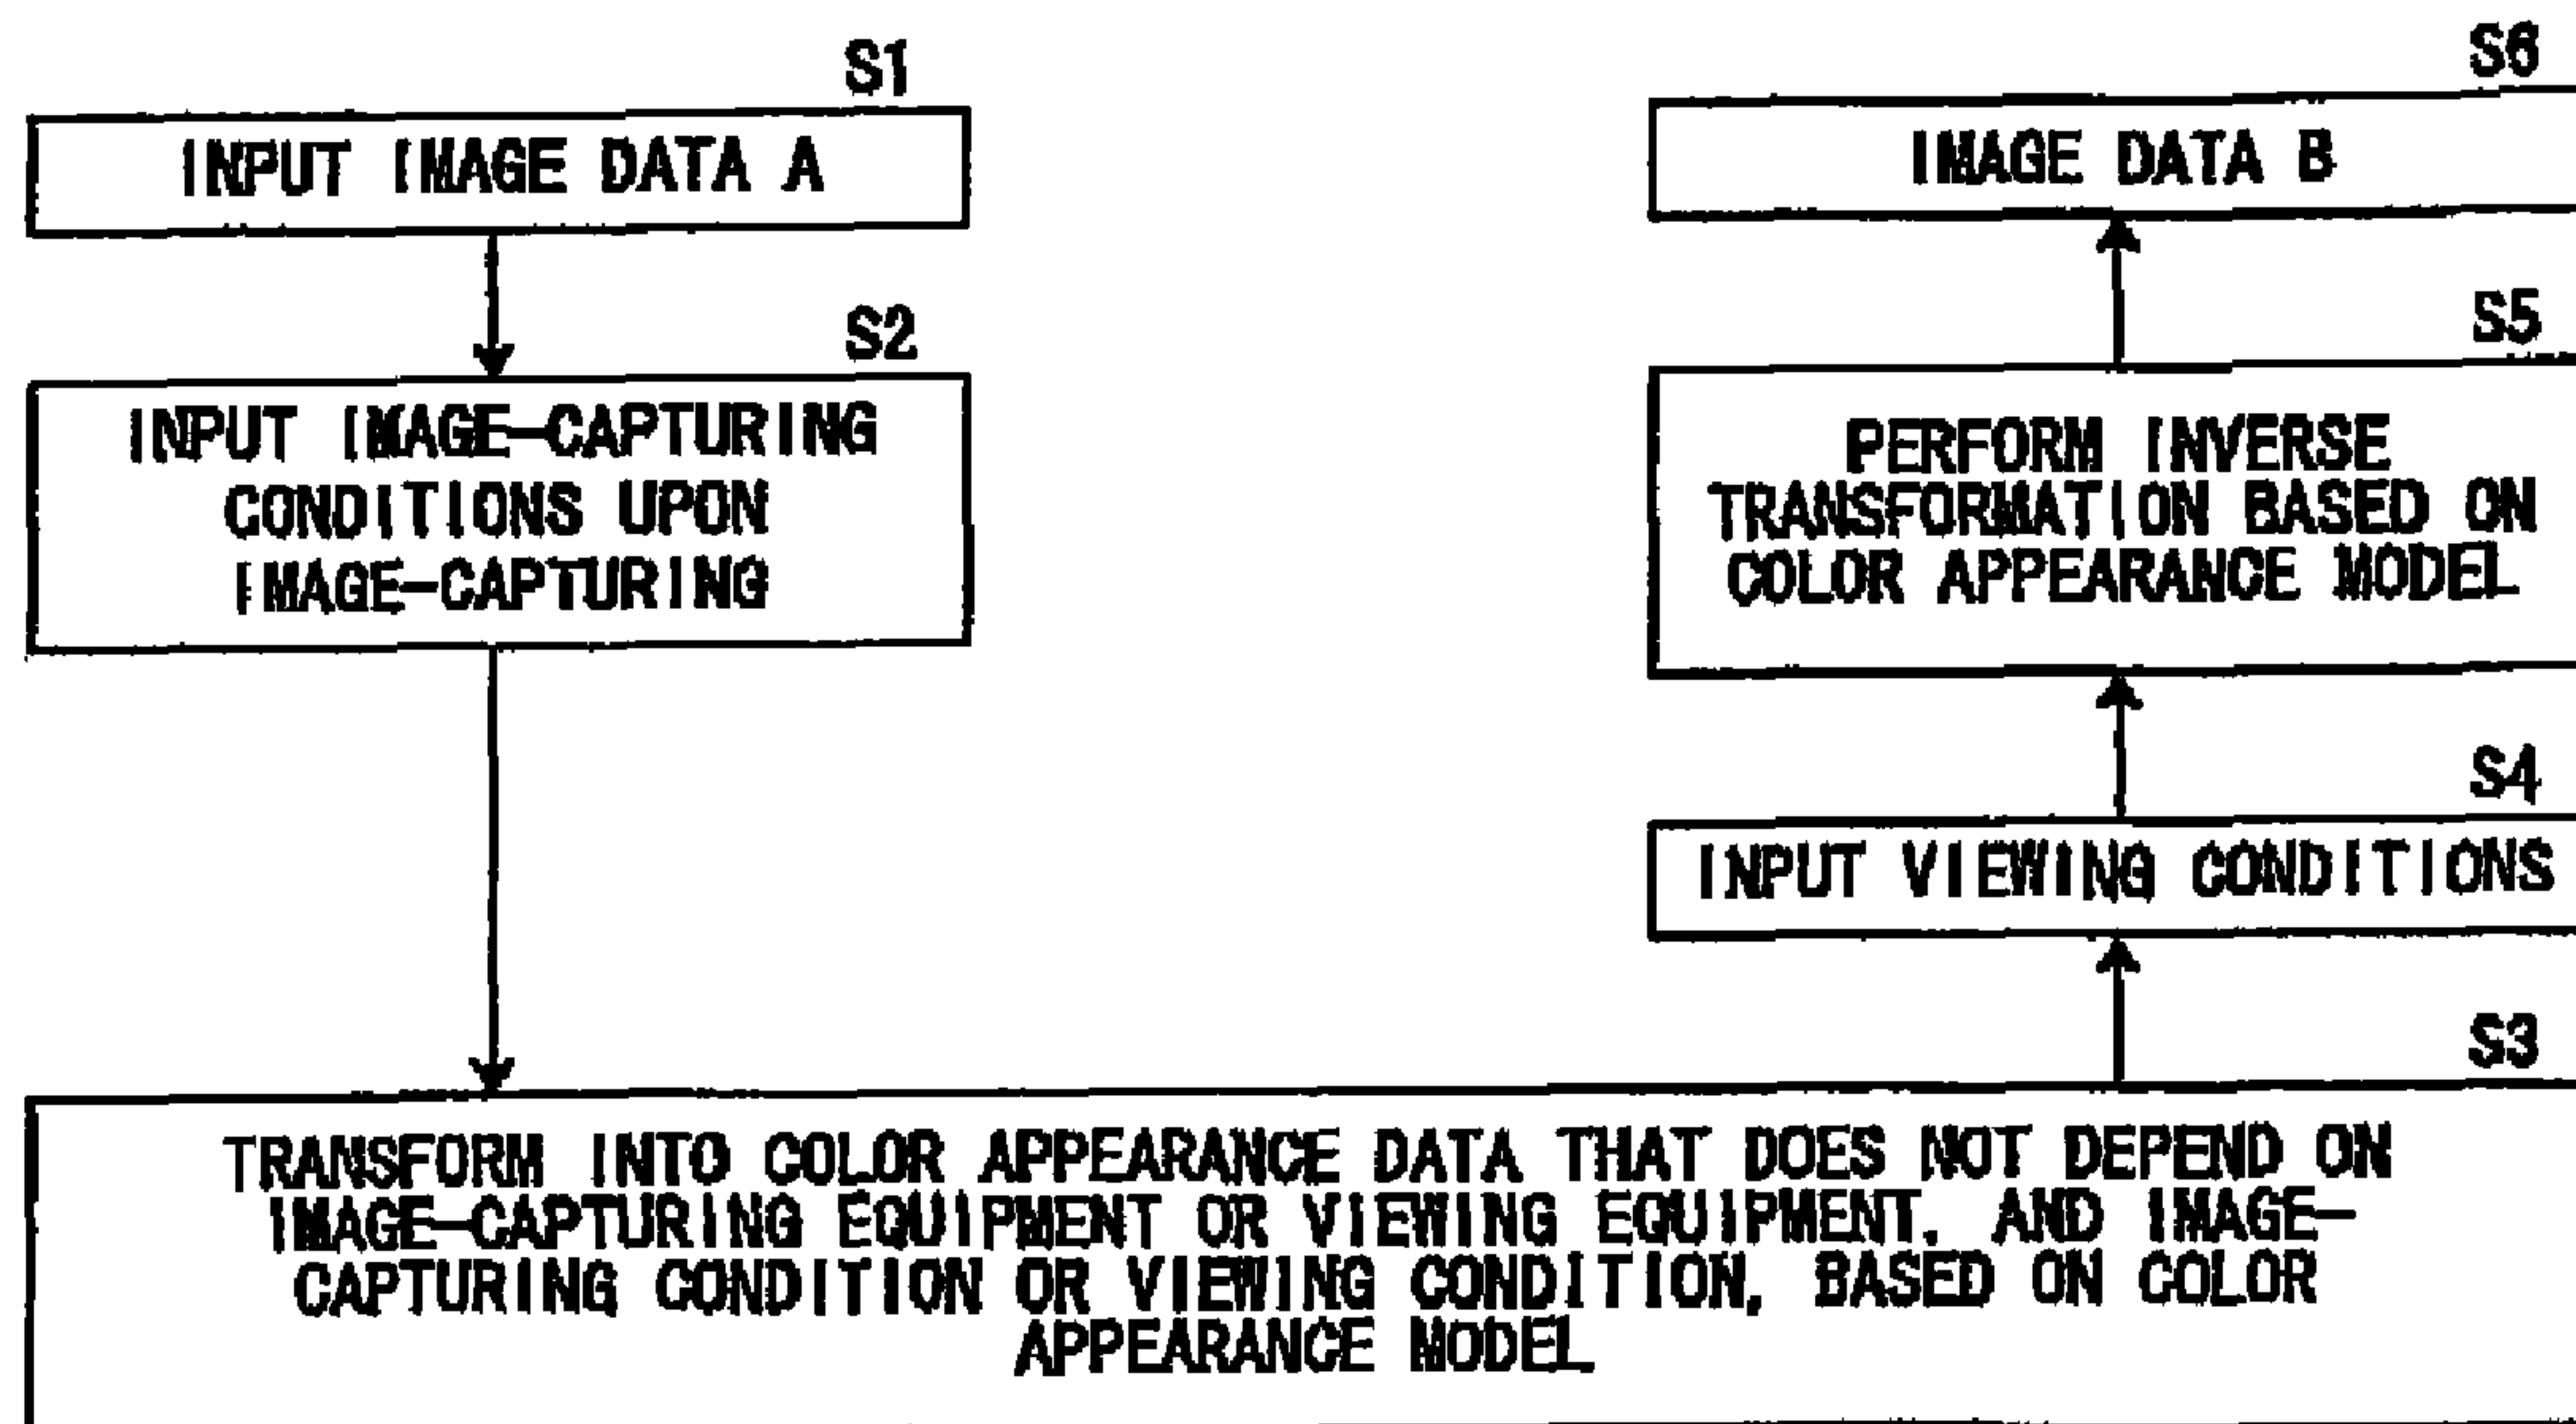 S1
INPUT IMAGE DATA A
S2
INPUT IMAGE-CAPTURING
CONDITIONS UPON
IMAGE-CAPTURING
S6
IMAGE DATA B
S5
PERFORM INVERSE
TRANSFORMATION BASED ON
COLOR APPEARANCE MODEL
S4
INPUT VIEWING CONDITIONS
S3
TRANSFORM INTO COLOR APPEARANCE DATA THAT DOES NOT DEPEND ON
IMAGE-CAPTURING EQUIPMENT OR VIEWING EQUIPMENT, AND IMAGE-
CAPTURING CONDITION OR VIEWING CONDITION, BASED ON COLOR
APPEARANCE MODEL